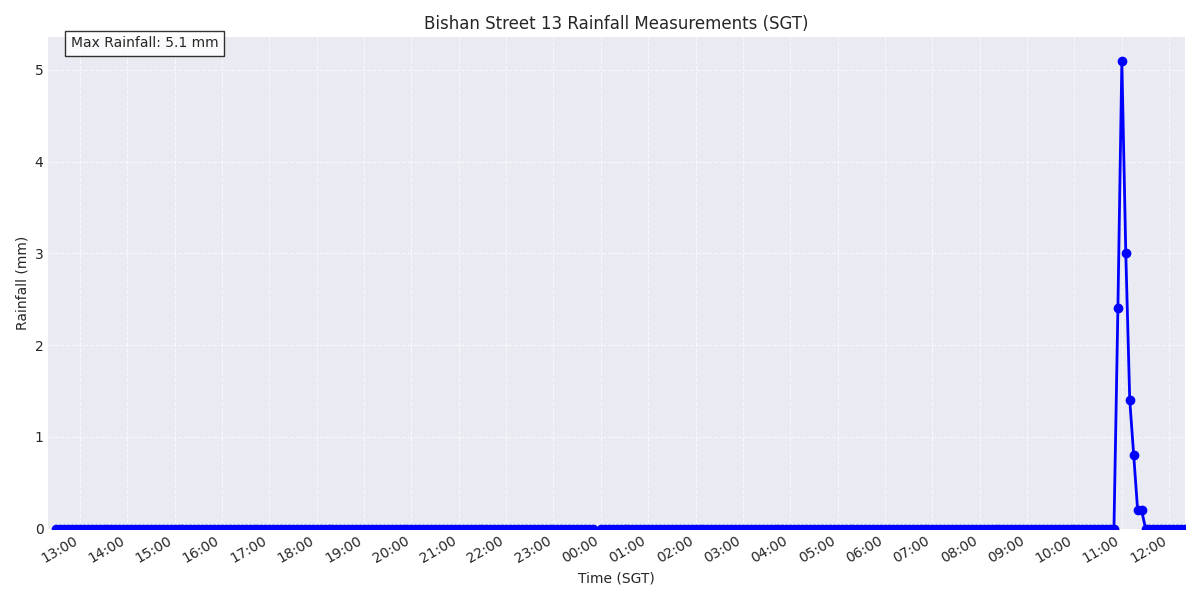 Bishan Street 13 Rainfall Measurements (SGT)
Max Rainfall: 5.1 mm
5
4
3
2
1
0
Rainfall (mm)
13:00 14:00 15:00 16:00 17:00 18:00 19:00 20:00 21:00 22:00 23:00 00:00 01:00 02:00 03:00 04:00 05:00 06:00 07:00 08:00 09:00 10:00 11:00 12:00
Time (SGT)